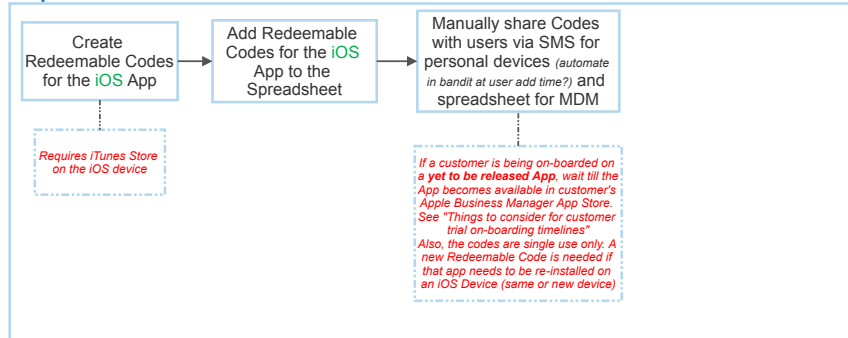 Create
Redeemable Codes
for the iOS App
Add Redeemable
Codes for the iOS
App to the
Spreadsheet
Manually share Codes
with users via SMS for
personal devices (automate
in bandit at user add time?) and
spreadsheet for MDM
Requires iTunes Store
on the iOS device
If a customer is being on-boarded on
a yet to be released App, wait till the
App becomes available in customer's
Apple Business Manager App Store.
See "Things to consider for customer
trial on-boarding timelines"
Also, the codes are single use only. A
new Redeemable Code is needed if
that app needs to be re-installed on
an iOS Device (same or new device)